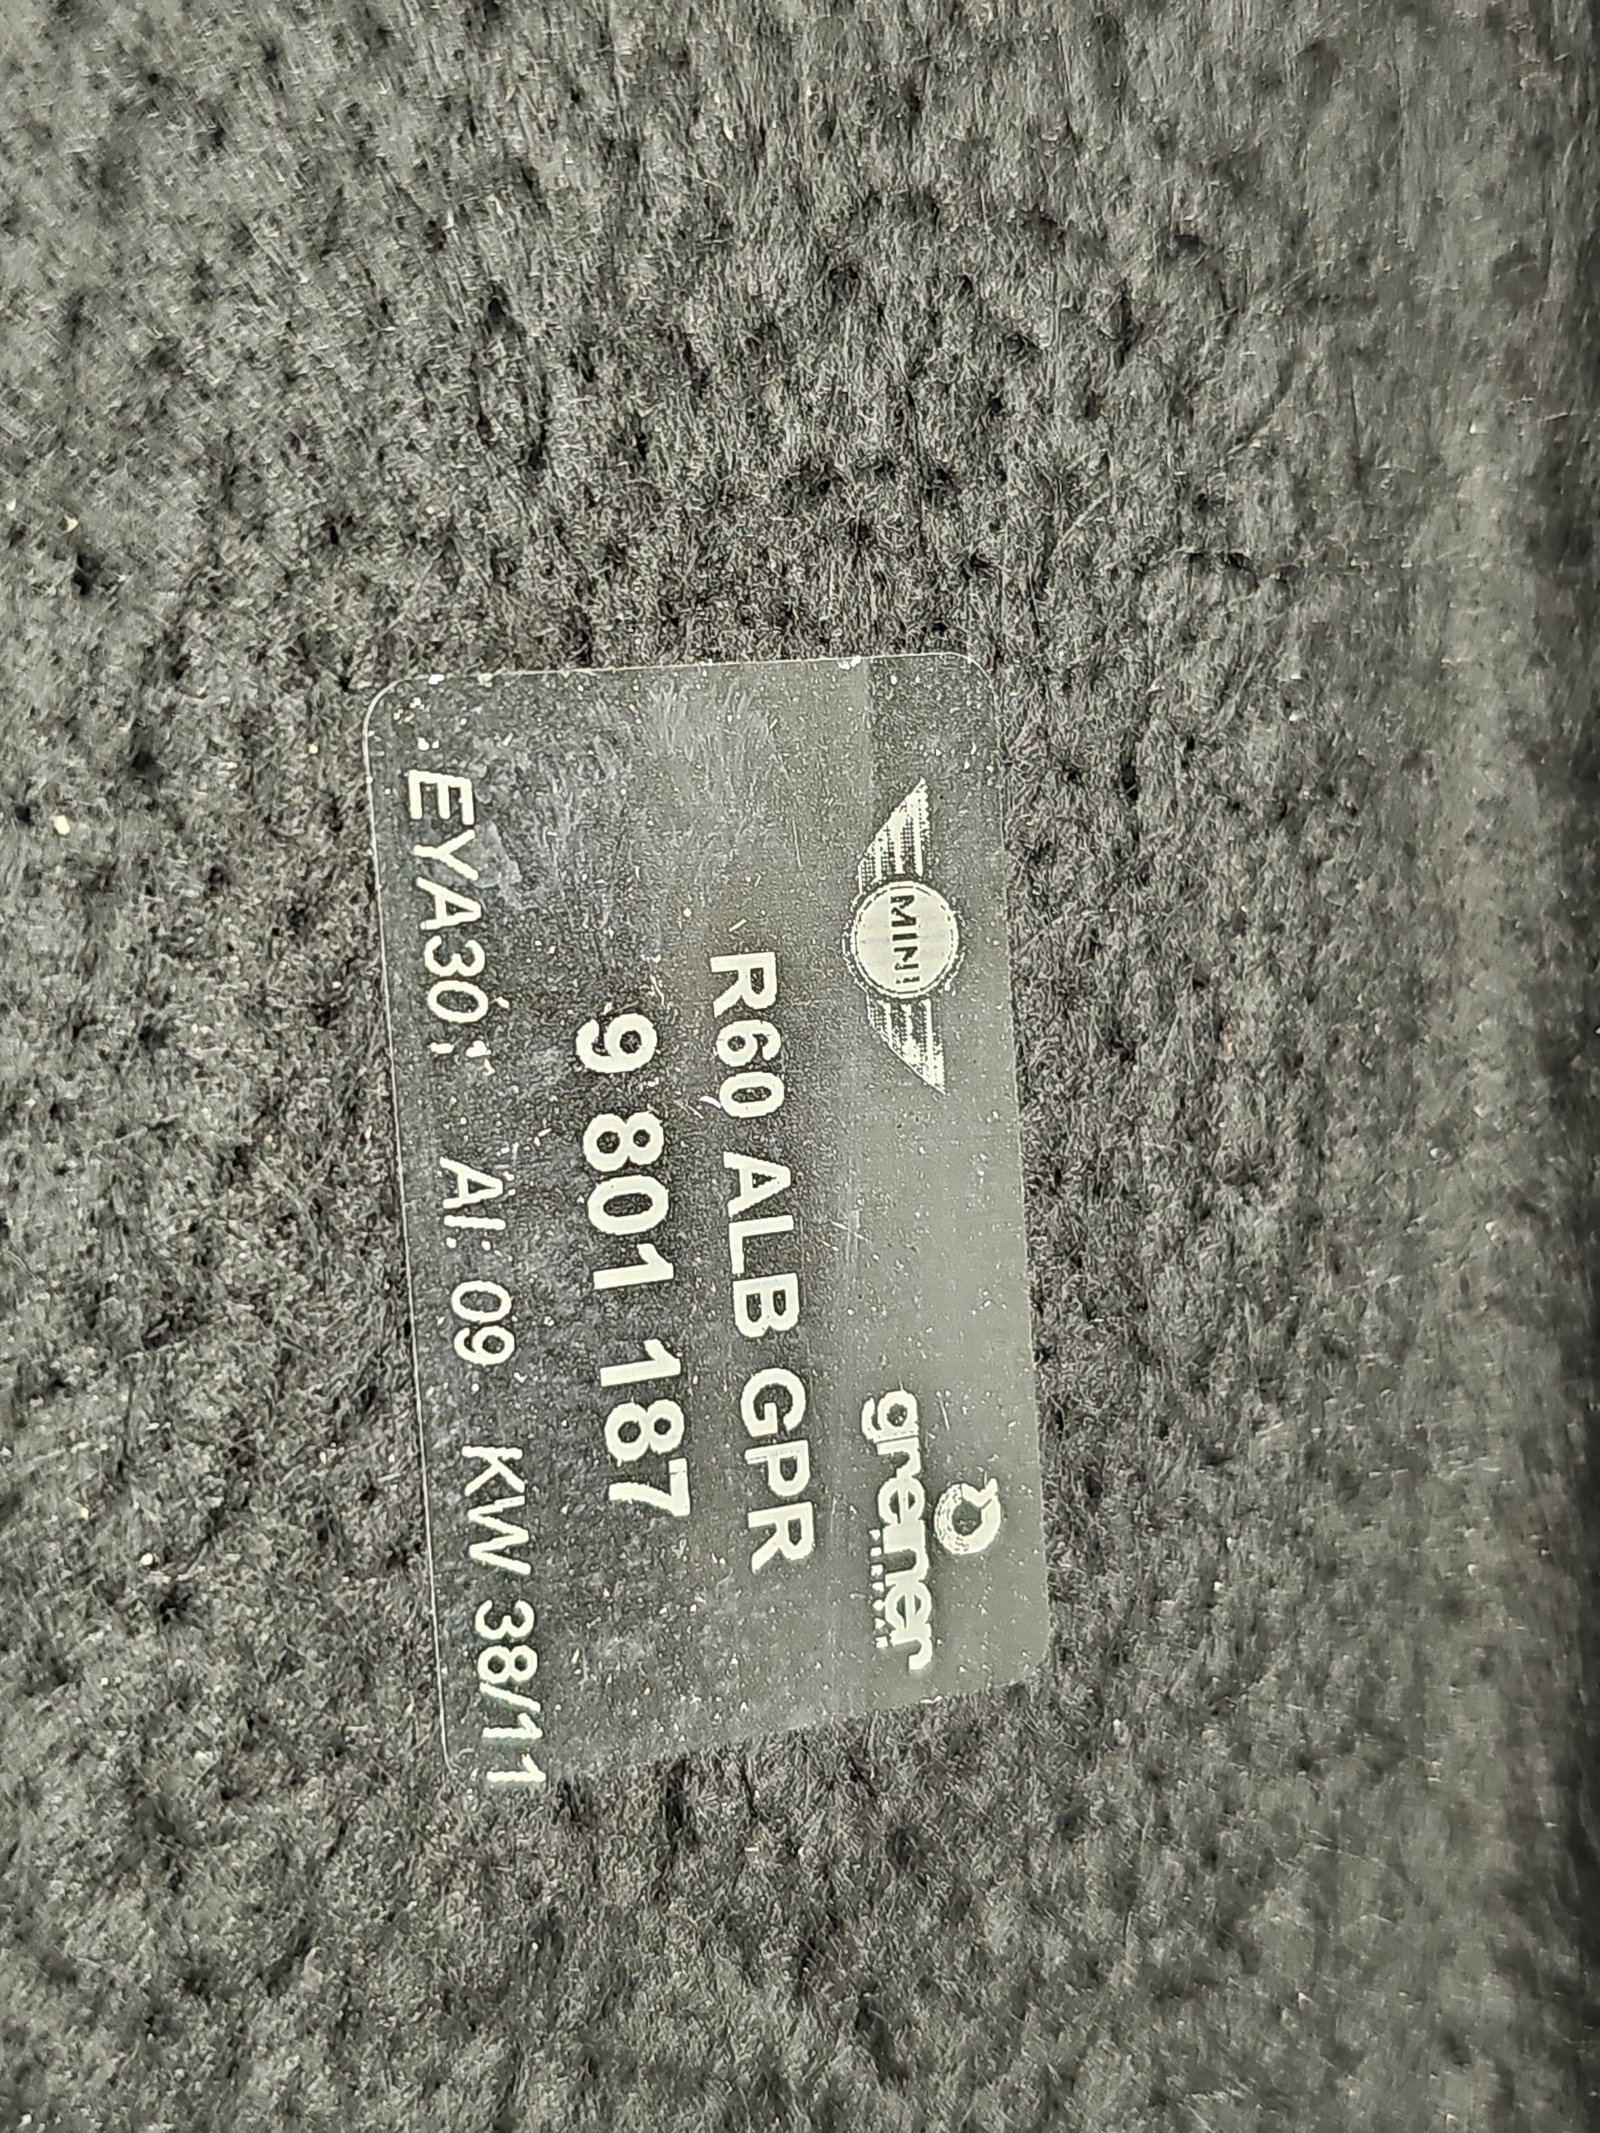 MINI
greiner
R60 ALB GPR
9 801 187
EYA30; AI: 09 KW 38/11